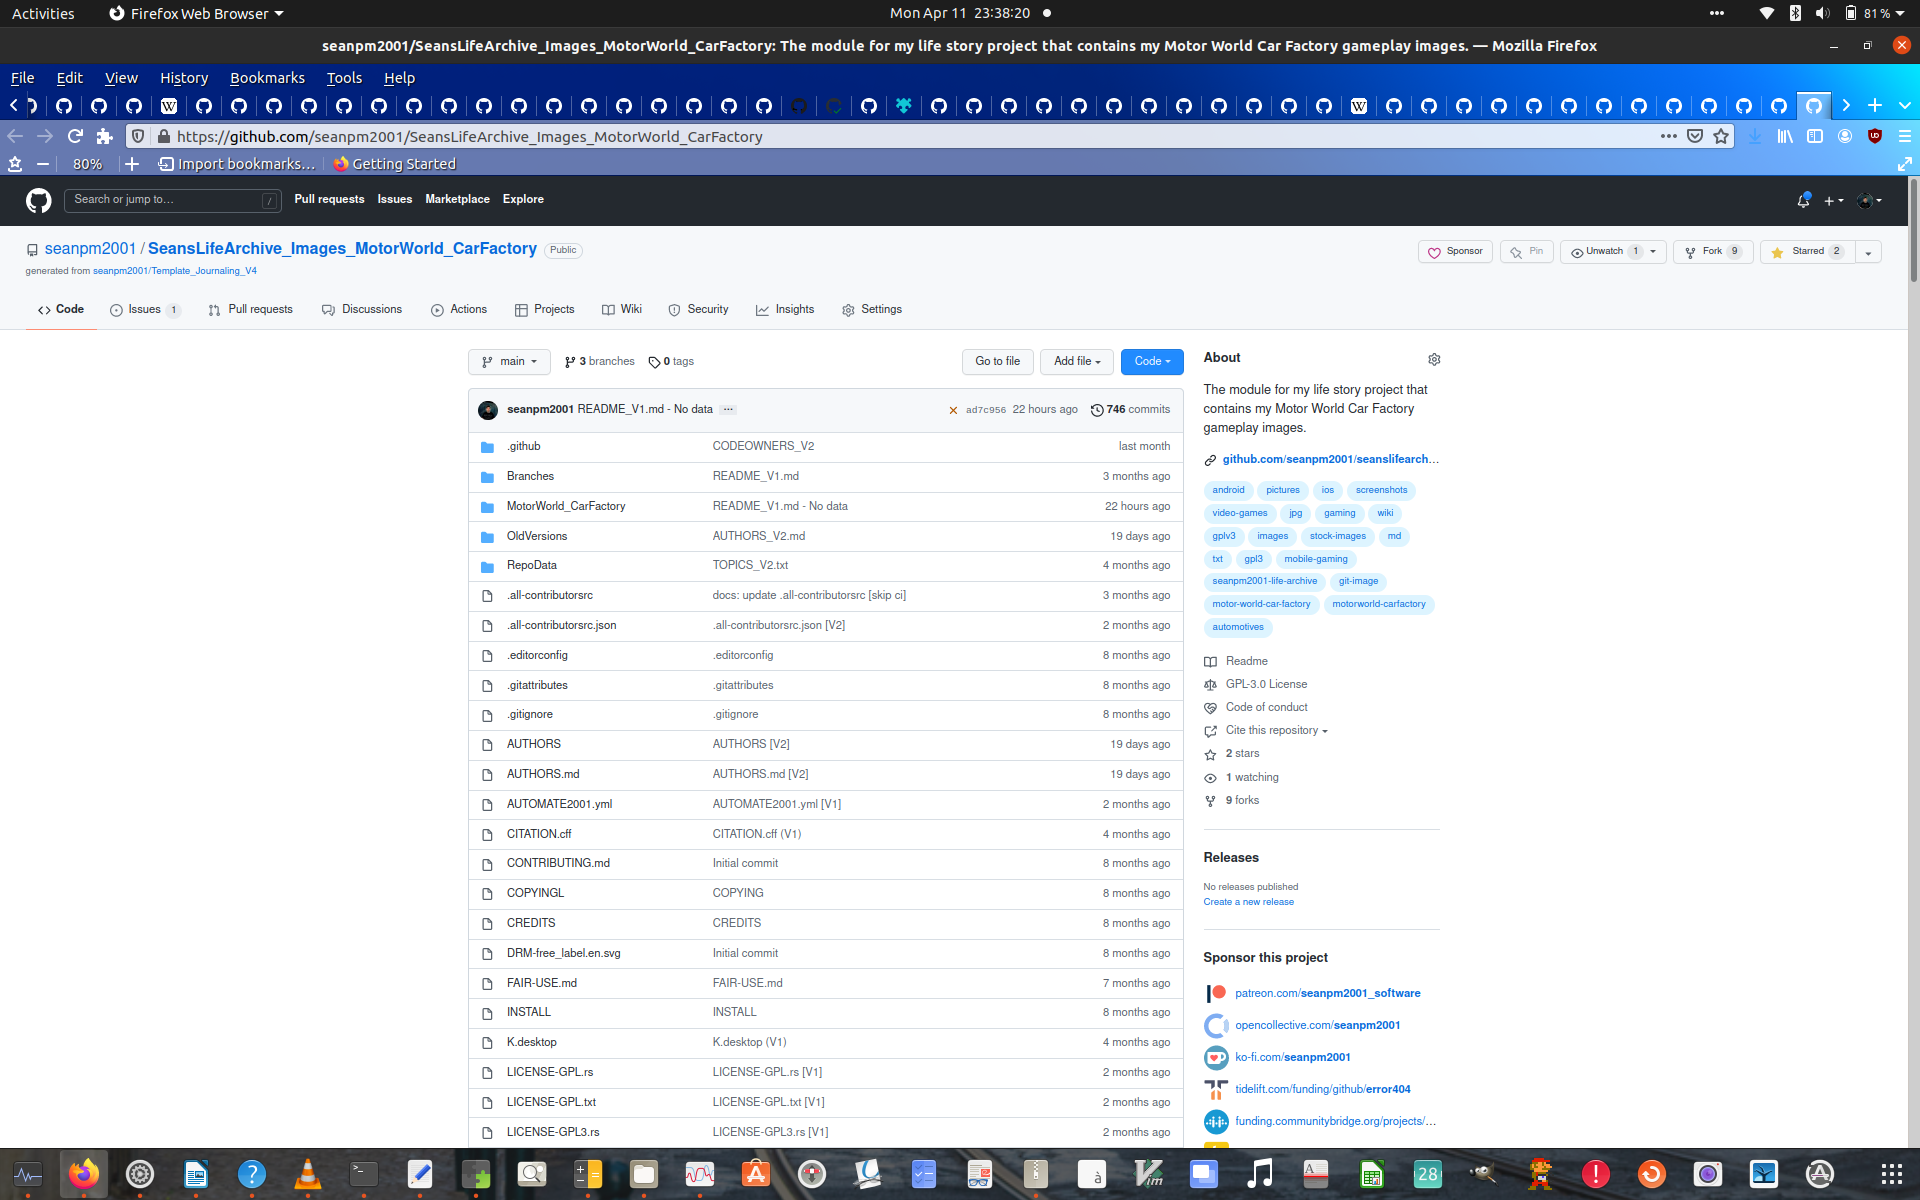 Activities
Firefox Web Browser
Mon Apr 11 23:38:20
81 %
seanpm2001/SeansLifeArchive_Images_MotorWorld_CarFactory: The module for my life story project that contains my Motor World Car Factory gameplay images. — Mozilla Firefox
File Edit View History Bookmarks Tools Help
https://github.com/seanpm2001/SeansLifeArchive_Images_MotorWorld_CarFactory
80% Import bookmarks... Getting Started
Search or jump to... / Pull requests Issues Marketplace Explore
seanpm2001 / SeansLifeArchive_Images_MotorWorld_CarFactory Public
generated from seanpm2001/Template_Journaling_V4
Sponsor Pin Unwatch 1 Fork 9 Starred 2
Code Issues 1 Pull requests Discussions Actions Projects Wiki Security Insights Settings
main 3 branches 0 tags Go to file Add file Code
seanpm2001 README_V1.md - No data ... ad7c956 22 hours ago 746 commits
.github CODEOWNERS_V2 last month
Branches README_V1.md 3 months ago
MotorWorld_CarFactory README_V1.md - No data 22 hours ago
OldVersions AUTHORS_V2.md 19 days ago
RepoData TOPICS_V2.txt 4 months ago
.all-contributorsrc docs: update .all-contributorsrc [skip ci] 3 months ago
.all-contributorsrc.json .all-contributorsrc.json [V2] 2 months ago
.editorconfig .editorconfig 8 months ago
.gitattributes .gitattributes 8 months ago
.gitignore .gitignore 8 months ago
AUTHORS AUTHORS [V2] 19 days ago
AUTHORS.md AUTHORS.md [V2] 19 days ago
AUTOMATE2001.yml AUTOMATE2001.yml [V1] 2 months ago
CITATION.cff CITATION.cff (V1) 4 months ago
CONTRIBUTING.md Initial commit 8 months ago
COPYINGL COPYING 8 months ago
CREDITS CREDITS 8 months ago
DRM-free_label.en.svg Initial commit 8 months ago
FAIR-USE.md FAIR-USE.md 7 months ago
INSTALL INSTALL 8 months ago
K.desktop K.desktop (V1) 4 months ago
LICENSE-GPL.rs LICENSE-GPL.rs [V1] 2 months ago
LICENSE-GPL.txt LICENSE-GPL.txt [V1] 2 months ago
LICENSE-GPL3.rs LICENSE-GPL3.rs [V1] 2 months ago
About
The module for my life story project that
contains my Motor World Car Factory
gameplay images.
github.com/seanpm2001/seanslifearch...
android pictures ios screenshots
video-games jpg gaming wiki
gplv3 images stock-images md
txt gpl3 mobile-gaming
seanpm2001-life-archive git-image
motor-world-car-factory motorworld-carfactory
automotives
Readme
GPL-3.0 License
Code of conduct
Cite this repository
2 stars
1 watching
9 forks
Releases
No releases published
Create a new release
Sponsor this project
patreon.com/seanpm2001_software
opencollective.com/seanpm2001
ko-fi.com/seanpm2001
tidelift.com/funding/github/error404
funding.communitybridge.org/projects/...
28